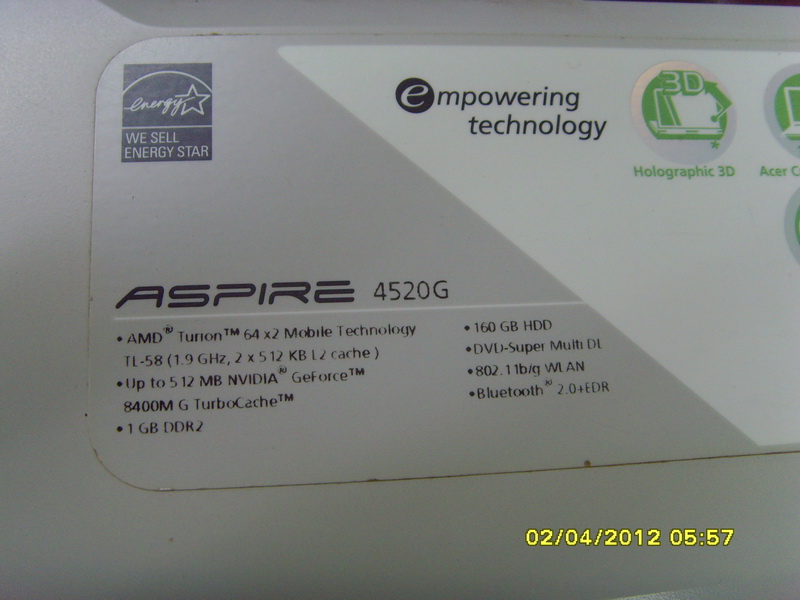 energy
WE SELL
ENERGY STAR
empowering
technology
3D
*
Holographic 3D
Acer
ASPIRE 4520G
• AMD® Turion™ 64 x2 Mobile Technology
TL-58 (1.9 GHz, 2 x 512 KB L2 cache )
• Up to 512 MB NVIDIA® GeForce™
8400M G TurboCache™
• 1 GB DDR2
• 160 GB HDD
• DVD-Super Multi DL
• 802.11b/g WLAN
• Bluetooth® 2.0+EDR
02/04/2012 05:57